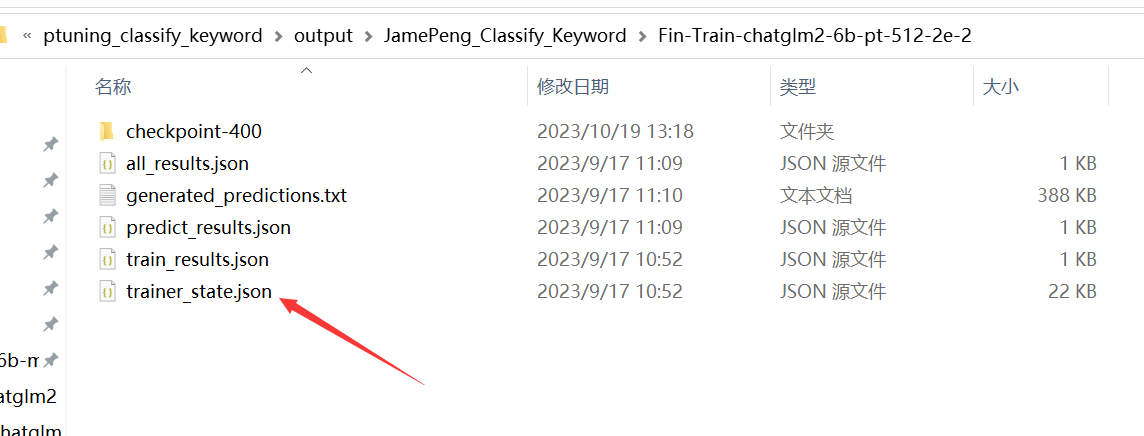 « ptuning_classify_keyword > output > JamePeng_Classify_Keyword > Fin-Train-chatglm2-6b-pt-512-2e-2
名称 修改日期 类型 大小
checkpoint-400 2023/10/19 13:18 文件夹
all_results.json 2023/9/17 11:09 JSON 源文件 1 KB
generated_predictions.txt 2023/9/17 11:10 文本文档 388 KB
predict_results.json 2023/9/17 11:09 JSON 源文件 1 KB
train_results.json 2023/9/17 10:52 JSON 源文件 1 KB
trainer_state.json 2023/9/17 10:52 JSON 源文件 22 KB
6b-m
atglm2
hatglm